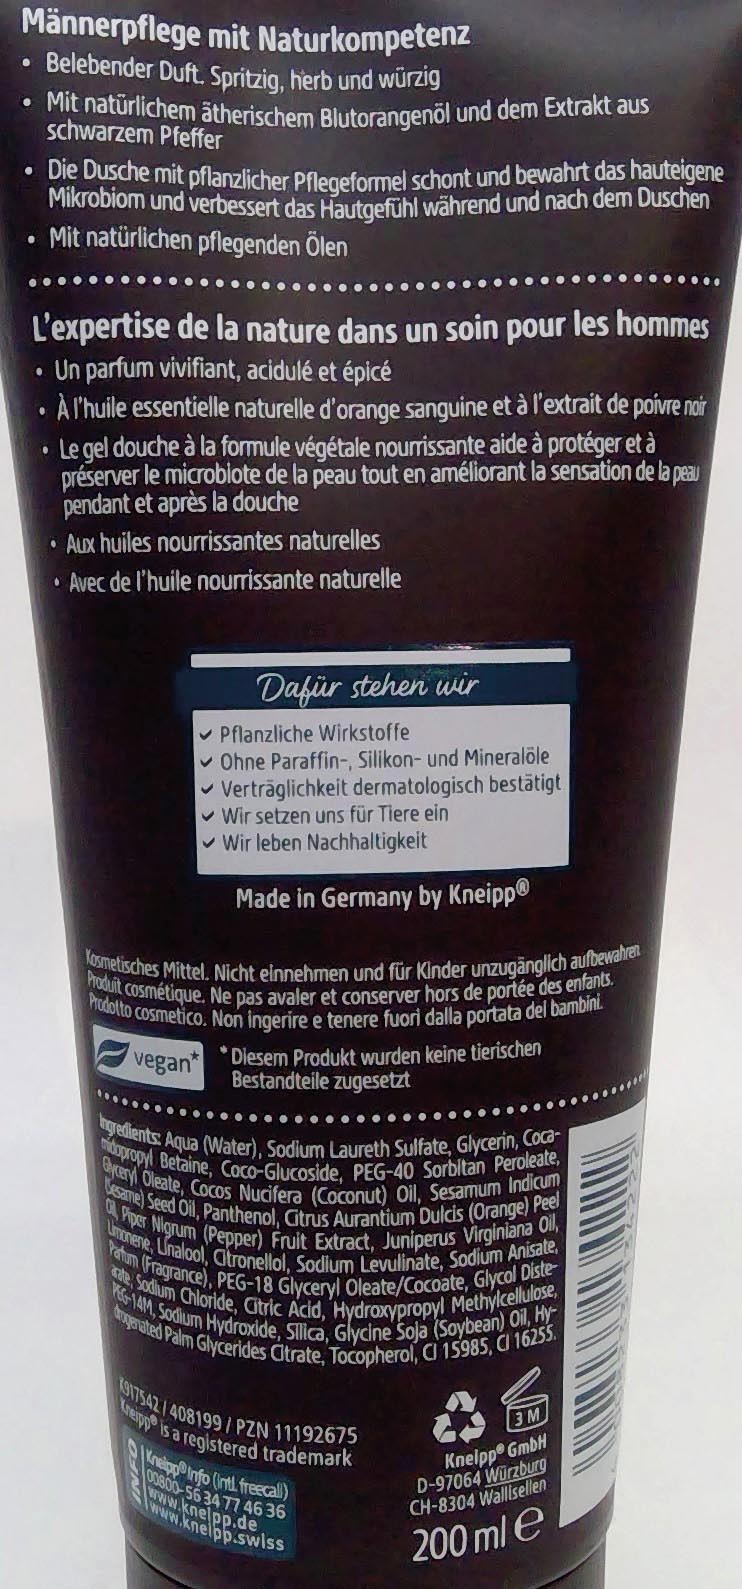 Männerpflege mit Naturkompetenz
• Belebender Duft. Spritzig, herb und würzig
• Mit natürlichem ätherischem Blutorangenöl und dem Extrakt aus
schwarzem Pfeffer
• Die Dusche mit pflanzlicher Pflegeformel schont und bewahrt das hauteigene
Mikrobiom und verbessert das Hautgefühl während und nach dem Duschen
• Mit natürlichen pflegenden Ölen
L'expertise de la nature dans un soin pour les hommes
• Un parfum vivifiant, acidulé et épicé
• À l'huile essentielle naturelle d'orange sanguine et à l'extrait de poivre noir
• Le gel douche à la formule végétale nourrissante aide à protéger et à
préserver le microbiote de la peau tout en améliorant la sensation de la peau
pendant et après la douche
• Aux huiles nourrissantes naturelles
• Avec de l'huile nourrissante naturelle
Dafür stehen wir
✓ Pflanzliche Wirkstoffe
✓ Ohne Paraffin-, Silikon- und Mineralöle
✓ Verträglichkeit dermatologisch bestätigt
✓ Wir setzen uns für Tiere ein
✓ Wir leben Nachhaltigkeit
Made in Germany by Kneipp®
Kosmetisches Mittel. Nicht einnehmen und für Kinder unzugänglich aufbewahren.
Produit cosmétique. Ne pas avaler et conserver hors de portée des enfants.
Prodotto cosmetico. Non ingerire e tenere fuori dalla portata dei bambini.
vegan*
*Diesem Produkt wurden keine tierischen
Bestandteile zugesetzt
Ingredients: Aqua (Water), Sodium Laureth Sulfate, Glycerin, Coca-
midopropyl Betaine, Coco-Glucoside, PEG-40 Sorbitan Peroleate,
Glyceryl Oleate, Cocos Nucifera (Coconut) Oil, Sesamum Indicum
(Sesame) Seed Oil, Panthenol, Citrus Aurantium Dulcis (Orange) Peel
Oil, Piper Nigrum (Pepper) Fruit Extract, Juniperus Virginiana Oil,
Limonene, Linalool, Citronellol, Sodium Levulinate, Sodium Anisate,
Parfum (Fragrance), PEG-18 Glyceryl Oleate/Cocoate, Glycol Diste-
arate, Sodium Chloride, Citric Acid, Hydroxypropyl Methylcellulose,
PEG-14M, Sodium Hydroxide, Silica, Glycine Soja (Soybean) Oil, Hy-
drogenated Palm Glycerides Citrate, Tocopherol, CI 15985, CI 16255.
K917542 / 408199 / PZN 11192675
Kneipp® is a registered trademark
INFO
Kneipp® Info (intl. freecall)
00800-56 34 77 46 36
www.kneipp.de
www.kneipp.swiss
3 M
Kneipp® GmbH
D-97064 Würzburg
CH-8304 Wallisellen
200 ml e